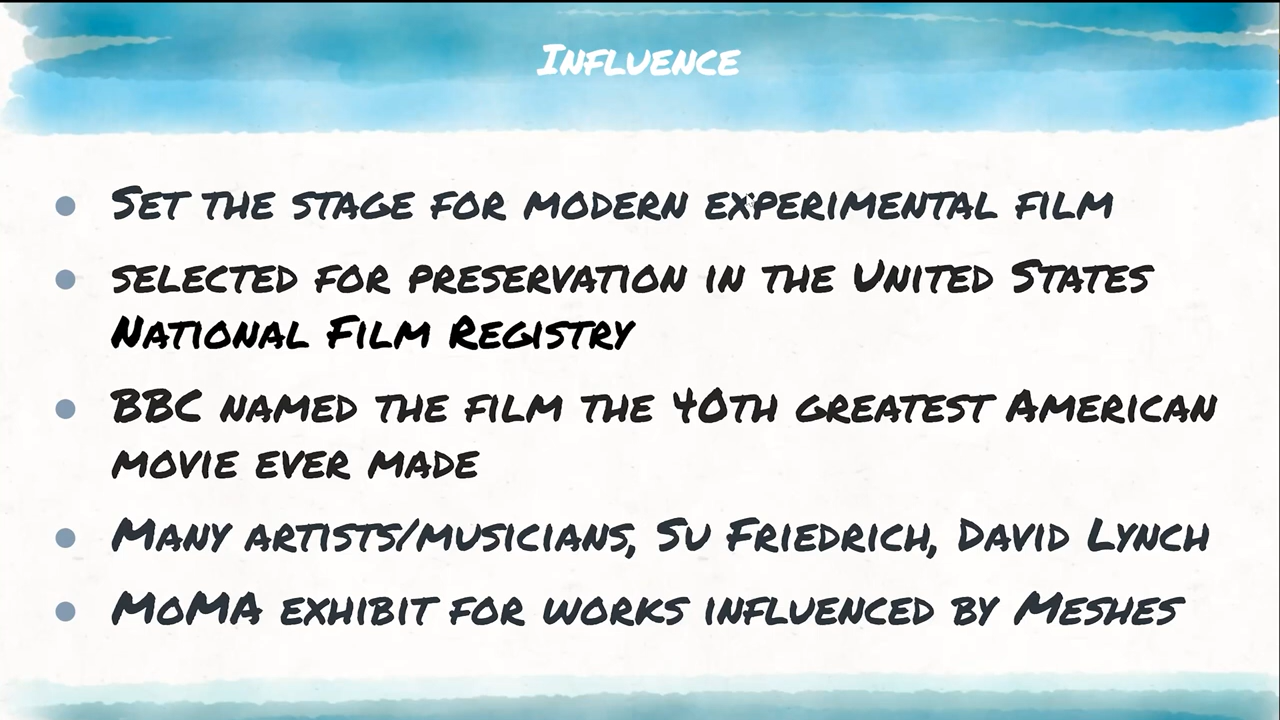 Influence
Set the stage for modern experimental film
selected for preservation in the United States
National Film Registry
BBC named the film the 40th greatest American
movie ever made
Many artists/musicians, Su Friedrich, David Lynch
MoMA exhibit for works influenced by Meshes